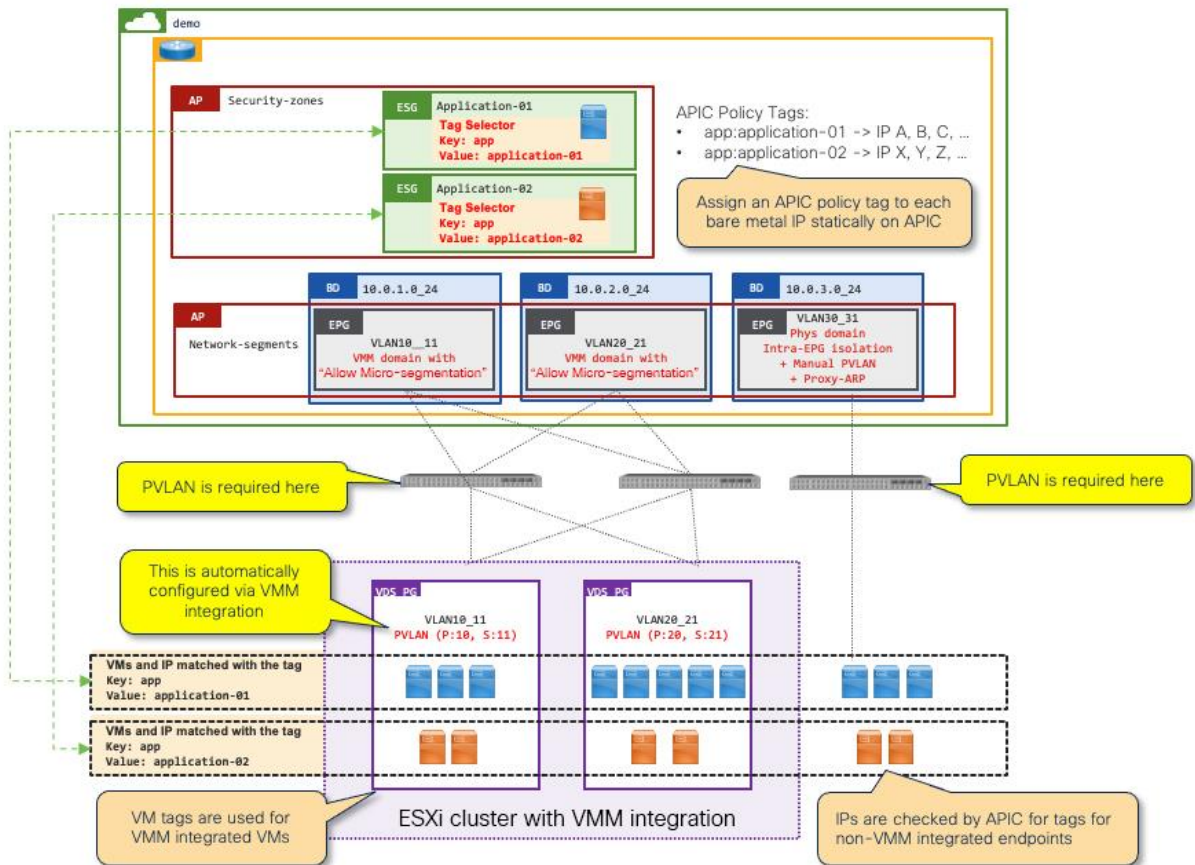 demo
AP
Security-zones
ESG
Application-01
Tag Selector
Key: app
Value: application-01
ESG
Application-02
Tag Selector
Key: app
Value: application-02
APIC Policy Tags:
• app:application-01 -> IP A, B, C, …
• app:application-02 -> IP X, Y, Z, …
Assign an APIC policy tag to each
bare metal IP statically on APIC
BD
10.0.1.0_24
BD
10.0.2.0_24
BD
10.0.3.0_24
AP
Network-segments
EPG
VLAN10__11
VMM domain with
“Allow Micro-segmentation”
EPG
VLAN20_21
VMM domain with
“Allow Micro-segmentation”
EPG
VLAN30_31
Phys domain
Intra-EPG isolation
+ Manual PVLAN
+ Proxy-ARP
PVLAN is required here
PVLAN is required here
This is automatically
configured via VMM
integration
VDS PG
VLAN10_11
PVLAN (P:10, S:11)
VDS PG
VLAN20_21
PVLAN (P:20, S:21)
VMs and IP matched with the tag
Key: app
Value: application-01
VMs and IP matched with the tag
Key: app
Value: application-02
VM tags are used for
VMM integrated VMs
ESXi cluster with VMM integration
IPs are checked by APIC for tags for
non-VMM integrated endpoints